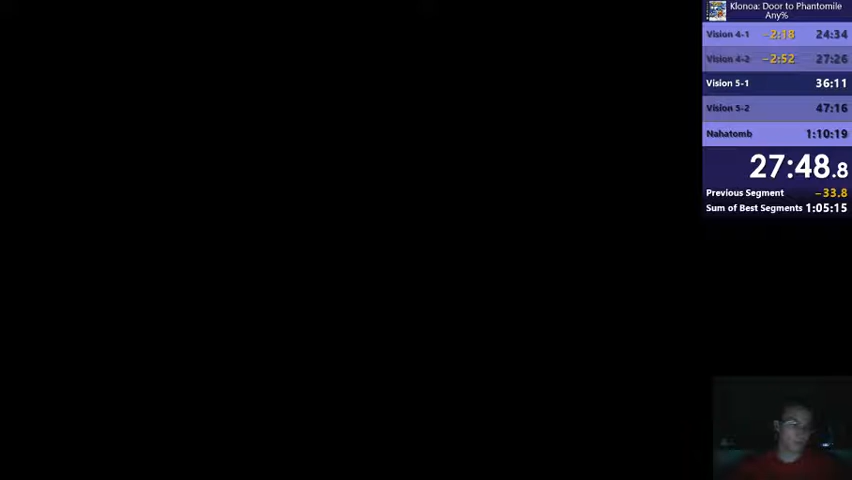 Klonoa: Door to Phantomile
Any%
Vision 4-1 -2:18 24:34
Vision 4-2 -2:52 27:26
Vision 5-1 36:11
Vision 5-2 47:16
Nahatomb 1:10:19
27:48.8
Previous Segment -33.8
Sum of Best Segments 1:05:15